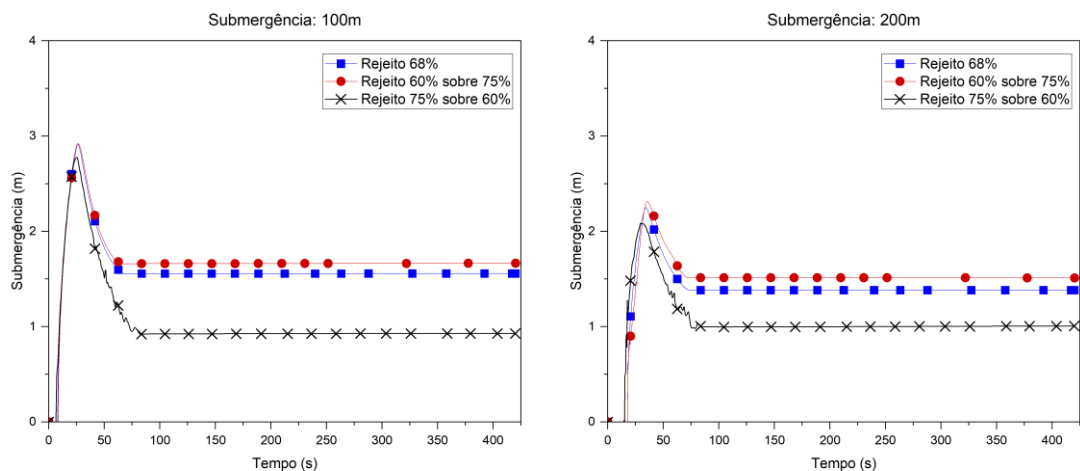 Submergência: 100m
4
3
2
1
0
Submergência (m)
Rejeito 68%
Rejeito 60% sobre 75%
Rejeito 75% sobre 60%
0 50 100 150 200 250 300 350 400
Tempo (s)
Submergência: 200m
4
3
2
1
0
Submergência (m)
Rejeito 68%
Rejeito 60% sobre 75%
Rejeito 75% sobre 60%
0 50 100 150 200 250 300 350 400
Tempo (s)